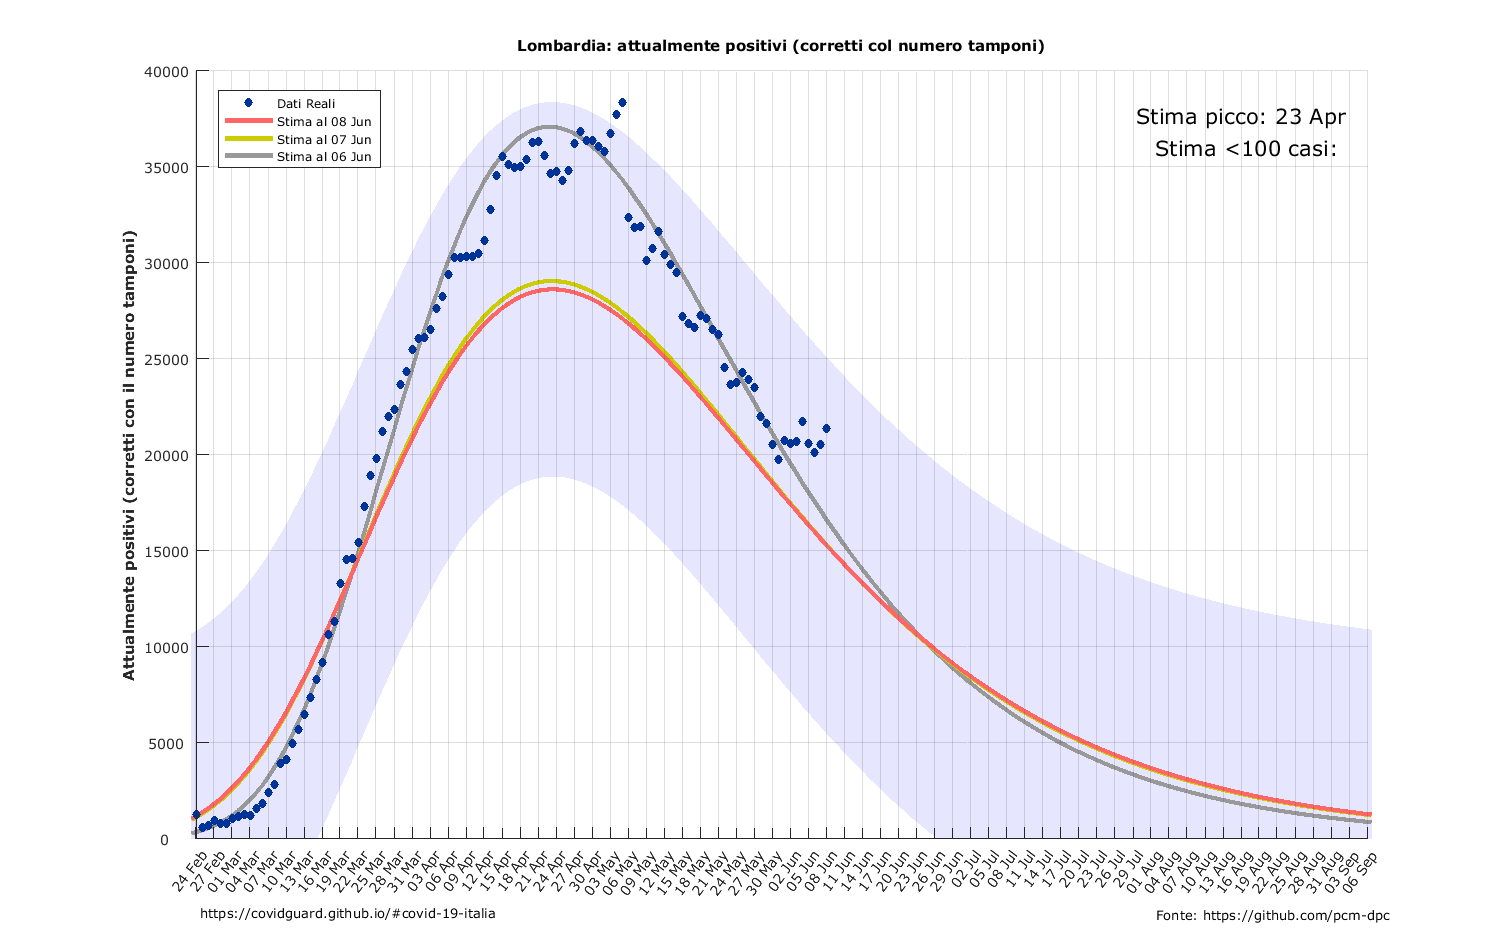 Lombardia: attualmente positivi (corretti col numero tamponi)
40000
35000
30000
25000
20000
15000
10000
5000
0
Attualmente positivi (corretti con il numero tamponi)
Dati Reali
Stima al 08 Jun
Stima al 07 Jun
Stima al 06 Jun
Stima picco: 23 Apr
Stima <100 casi:
24 Feb
27 Feb
01 Mar
04 Mar
07 Mar
10 Mar
13 Mar
16 Mar
19 Mar
22 Mar
25 Mar
28 Mar
31 Mar
03 Apr
06 Apr
09 Apr
12 Apr
15 Apr
18 Apr
21 Apr
24 Apr
27 Apr
30 Apr
03 May
06 May
09 May
12 May
15 May
18 May
21 May
24 May
27 May
30 May
02 Jun
05 Jun
08 Jun
11 Jun
14 Jun
17 Jun
20 Jun
23 Jun
26 Jun
29 Jun
02 Jul
05 Jul
08 Jul
11 Jul
14 Jul
17 Jul
20 Jul
23 Jul
26 Jul
29 Jul
01 Aug
04 Aug
07 Aug
10 Aug
13 Aug
16 Aug
19 Aug
22 Aug
25 Aug
28 Aug
31 Aug
03 Sep
06 Sep
https://covidguard.github.io/#covid-19-italia
Fonte: https://github.com/pcm-dpc